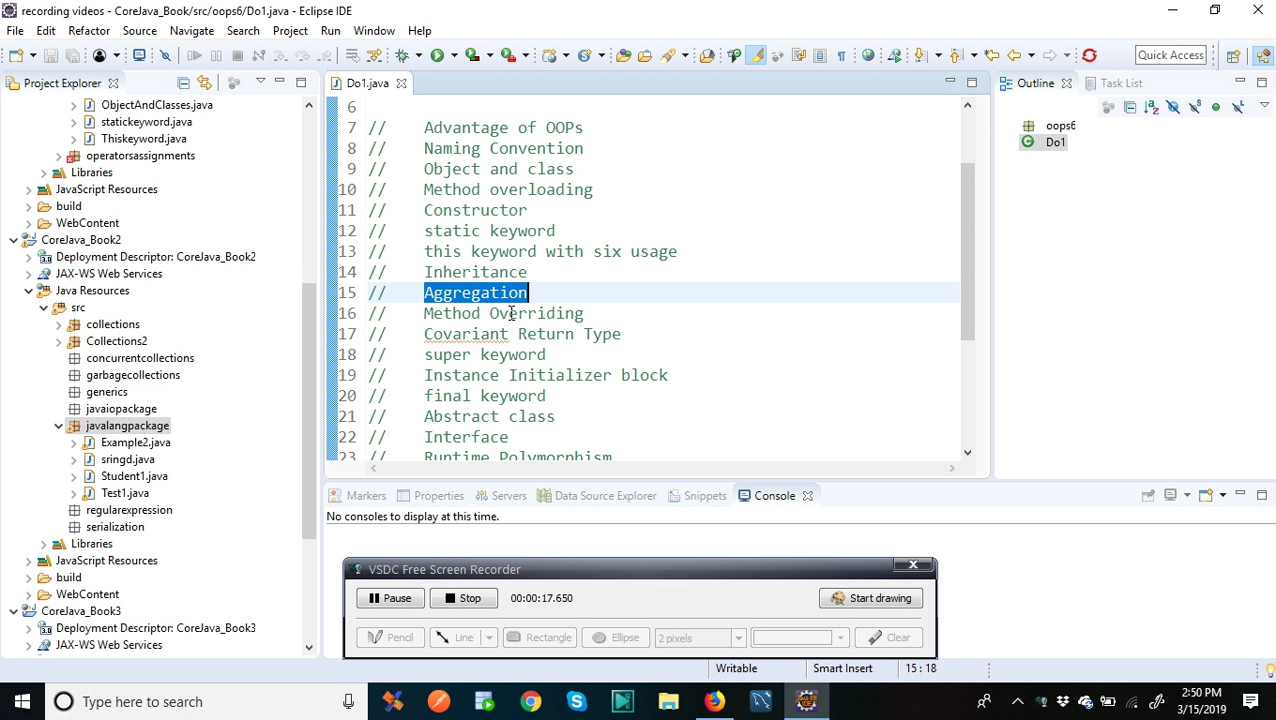 recording videos - CoreJava_Book/src/oops6/Do1.java - Eclipse IDE
File Edit Refactor Source Navigate Search Project Run Window Help
Quick Access
Project Explorer
ObjectAndClasses.java
statickeyword.java
Thiskeyword.java
operatorsassignments
Libraries
JavaScript Resources
build
WebContent
CoreJava_Book2
Deployment Descriptor: CoreJava_Book2
JAX-WS Web Services
Java Resources
src
collections
Collections2
concurrentcollections
garbagecollections
generics
javaiopackage
javalangpackage
Example2.java
sringd.java
Student1.java
Test1.java
regularexpression
serialization
Libraries
JavaScript Resources
build
WebContent
CoreJava_Book3
Deployment Descriptor: CoreJava_Book3
JAX-WS Web Services
Do1.java
6
7 // Advantage of OOPs
8 // Naming Convention
9 // Object and class
10 // Method overloading
11 // Constructor
12 // static keyword
13 // this keyword with six usage
14 // Inheritance
15 // Aggregation
16 // Method Overriding
17 // Covariant Return Type
18 // super keyword
19 // Instance Initializer block
20 // final keyword
21 // Abstract class
22 // Interface
23 // Runtime Polymorphism
Outline Task List
oops6
Do1
Markers Properties Servers Data Source Explorer Snippets Console
No consoles to display at this time.
VSDC Free Screen Recorder
Pause Stop 00:00:17.650 Start drawing
Pencil Line Rectangle Ellipse 2 pixels Clear
Writable Smart Insert 15 : 18
Type here to search
2:50 PM
3/15/2019